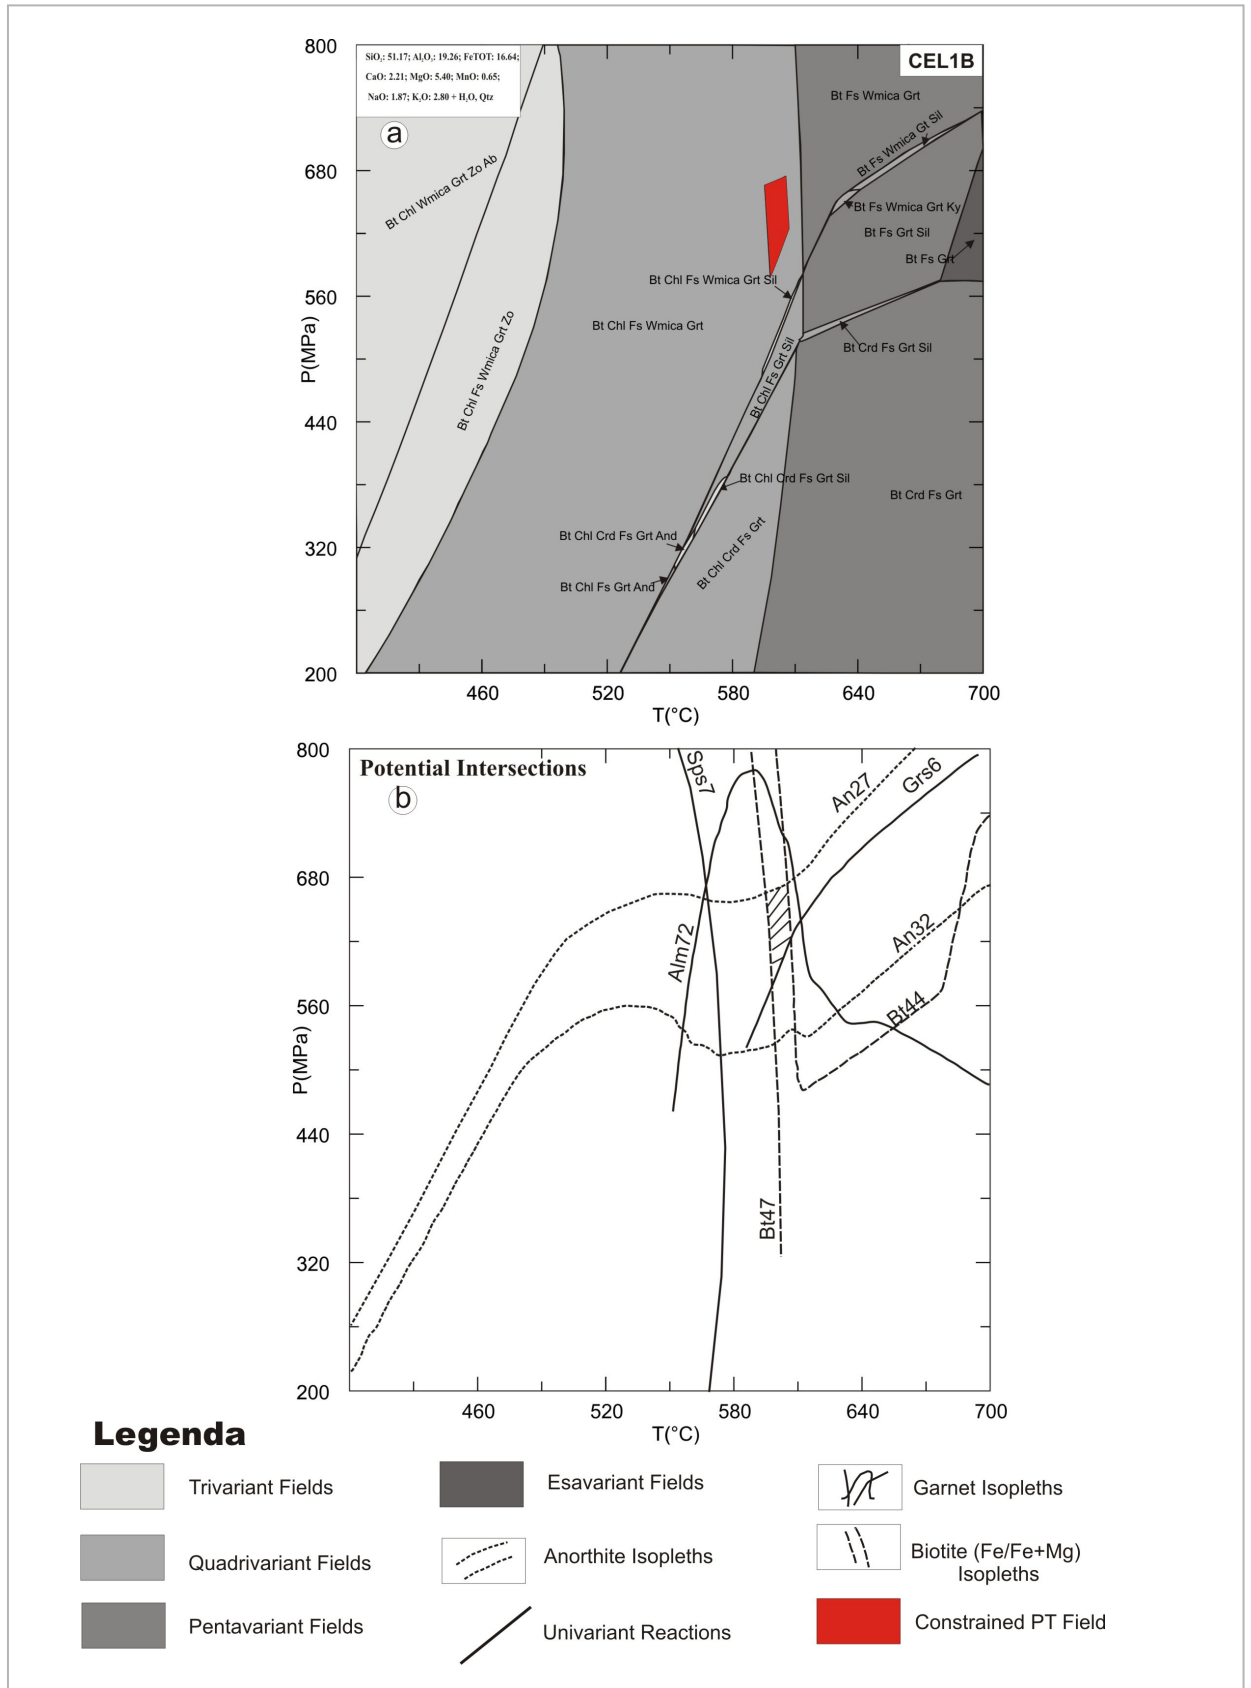 SiO₂: 51.17; Al₂O₃: 19.26; FeTOT: 16.64;
CaO: 2.21; MgO: 5.40; MnO: 0.65;
NaO: 1.87; K₂O: 2.80 + H₂O, Qtz
CEL1B
a
Bt Fs Wmica Grt
Bt Fs Wmica Gt Sil
Bt Chl Wmica Grt Zo Ab
Bt Fs Wmica Grt Ky
Bt Fs Grt Sil
Bt Fs Grt
Bt Chl Fs Wmica Grt Sil
Bt Chl Fs Wmica Grt
Bt Chl Fs Wmica Grt Zo
Bt Crd Fs Grt Sil
Bt Chl Fs Grt Sil
Bt Chl Crd Fs Grt Sil
Bt Crd Fs Grt
Bt Chl Crd Fs Grt And
Bt Chl Crd Fs Grt
Bt Chl Fs Grt And
800
680
560
440
320
200
P(MPa)
460 520 580 640 700
T(°C)
Potential Intersections
b
Sps7
An27
Grs6
Alm72
An32
Bt44
Bt47
800
680
560
440
320
200
P(MPa)
460 520 580 640 700
T(°C)
Legenda
Trivariant Fields
Esavariant Fields
Garnet Isopleths
Quadrivariant Fields
Anorthite Isopleths
Biotite (Fe/Fe+Mg)
Isopleths
Pentavariant Fields
Univariant Reactions
Constrained PT Field